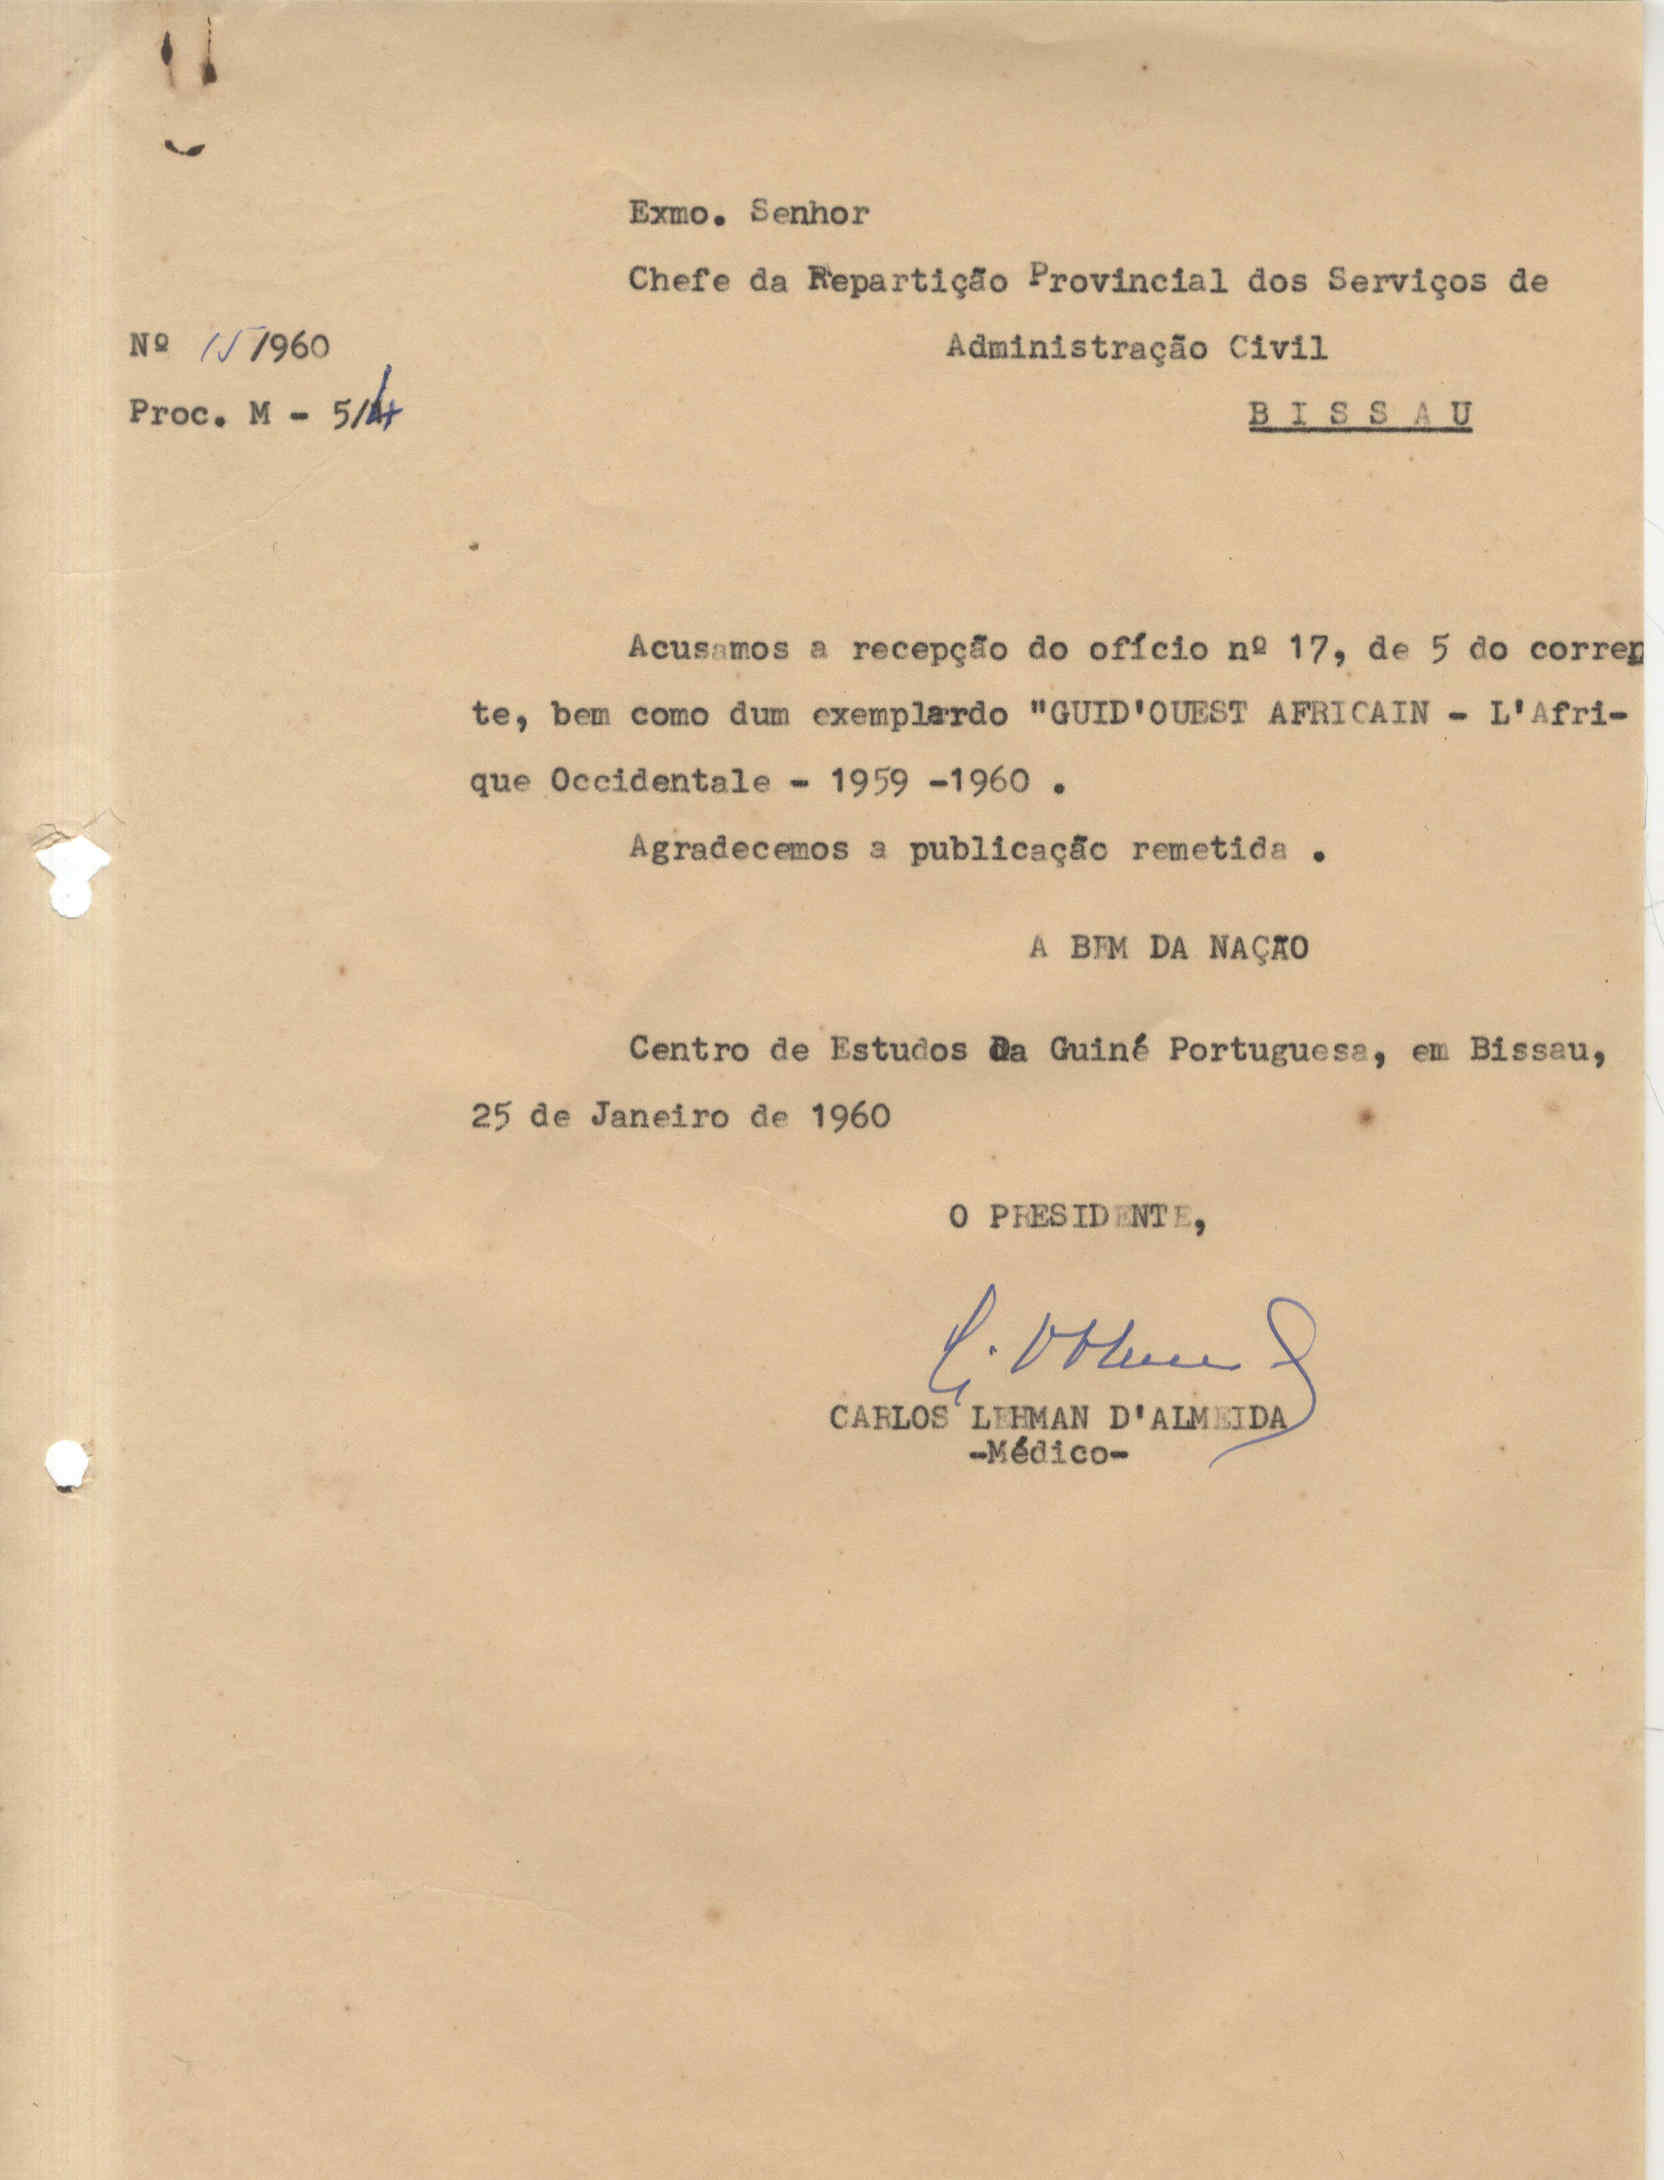 Exmo. Senhor
Chefe da Repartição Provincial dos Serviços de
Nº 15/960
Administração Civil
Proc. M - 5/4
B I S S A U
Acusamos a recepção do ofício nº 17, de 5 do corren
te, bem como dum exemplardo "GUID'OUEST AFRICAIN - L'Afri-
que Occidentale - 1959 -1960 .
Agradecemos a publicação remetida .
A BEM DA NAÇÃO
Centro de Estudos Da Guiné Portuguesa, em Bissau,
25 de Janeiro de 1960
O PRESIDENTE,
CARLOS LEHMAN D'ALMEIDA
-Médico-